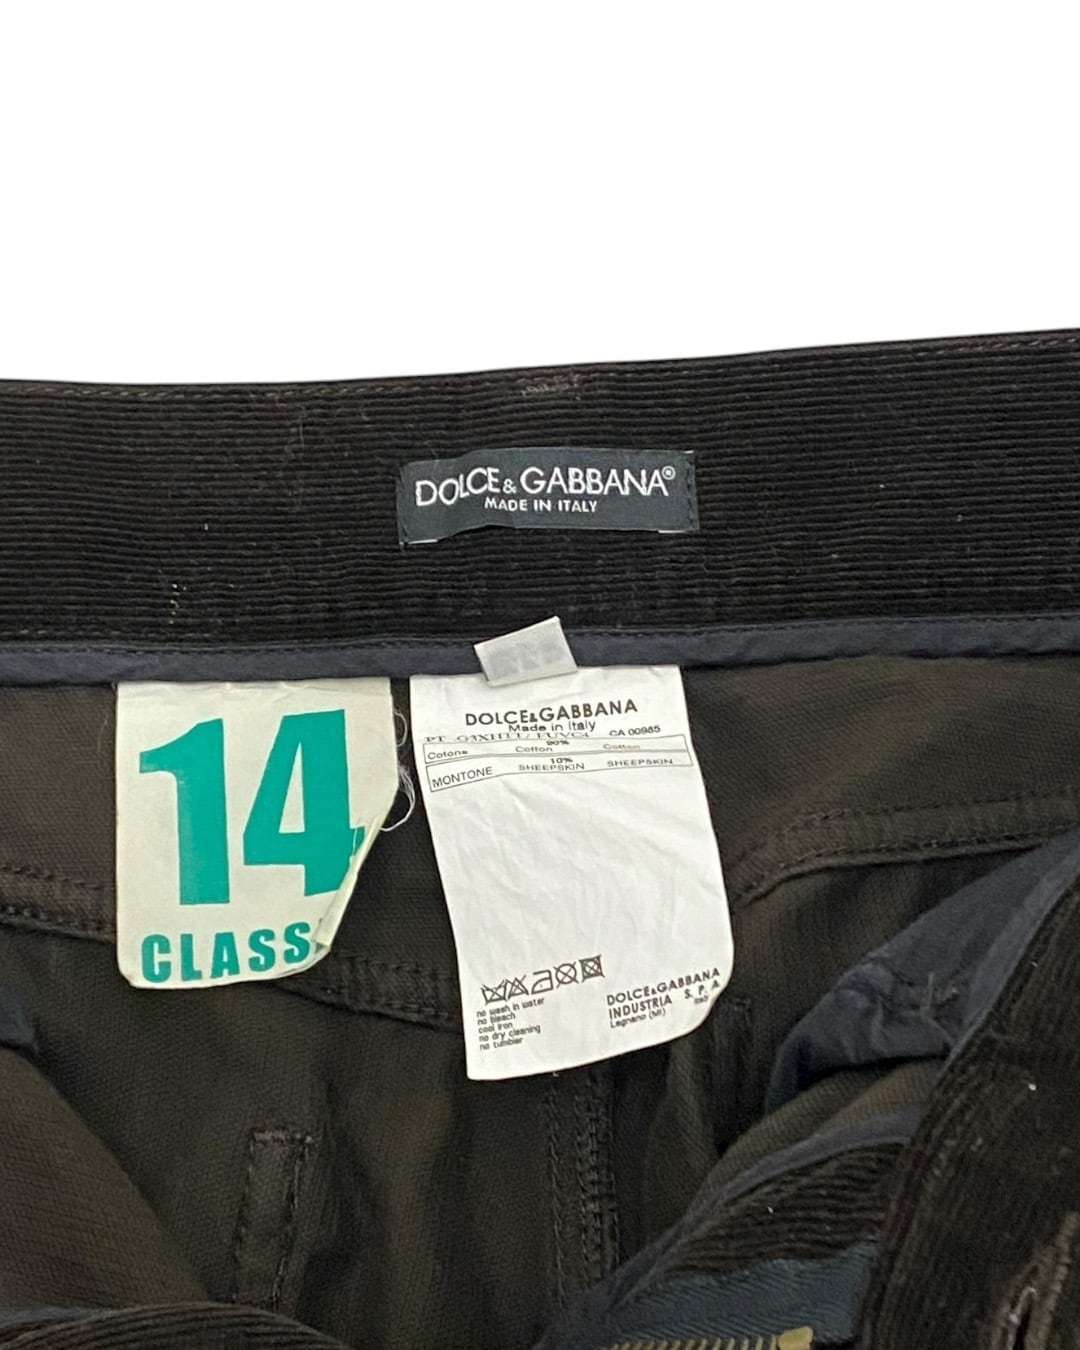 DOLCE & GABBANA®
MADE IN ITALY
14
CLASS
DOLCE&GABBANA
Made in Italy
PT CA 00985
90%
Cotone Cotton Cotton
10%
MONTONE SHEEPSKIN SHEEPSKIN
no wash in water
no bleach
cool iron
no dry cleaning
no tumbler
DOLCE&GABBANA
INDUSTRIA S. P. A
Legnano (MI) Italy